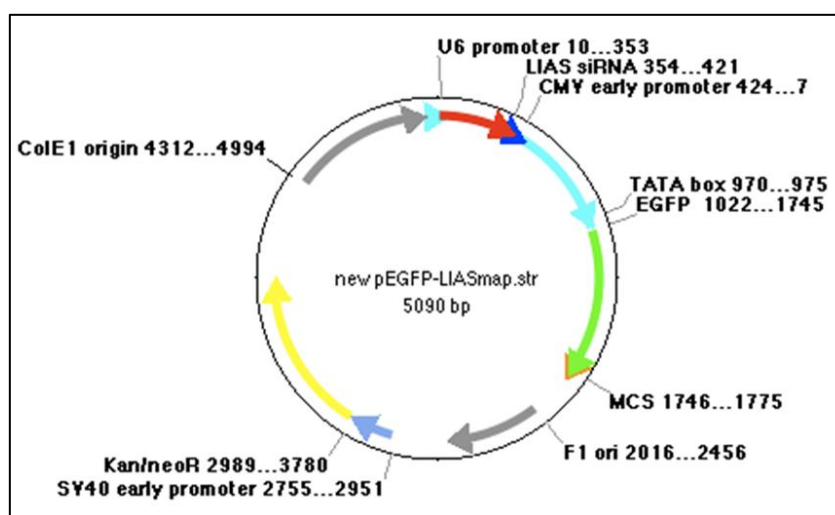 U6 promoter 10...353
LIAS siRNA 354...421
CMV early promoter 424...7
ColE1 origin 4312...4994
TATA box 970...975
EGFP 1022...1745
new pEGFP-LIASmap.str
5090 bp
MCS 1746...1775
F1 ori 2016...2456
Kan/neoR 2989...3780
SV40 early promoter 2755...2951